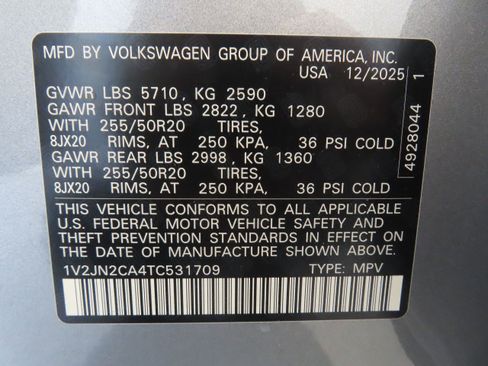 MFD BY VOLKSWAGEN GROUP OF AMERICA, INC.
USA 12/2025
GVWR LBS 5710, KG 2590
GAWR FRONT LBS 2822, KG 1280
WITH 255/50R20 TIRES,
8JX20 RIMS, AT 250 KPA, 36 PSI COLD
GAWR REAR LBS 2998, KG 1360
WITH 255/50R20 TIRES,
8JX20 RIMS, AT 250 KPA, 36 PSI COLD
THIS VEHICLE CONFORMS TO ALL APPLICABLE
U.S. FEDERAL MOTOR VEHICLE SAFETY AND
THEFT PREVENTION STANDARDS
IN EFFECT ON THE
DATE OF MANUFACTURE SHOWN ABOVE.
1V2JN2CA4TC531709 TYPE: MPV
4928044 1